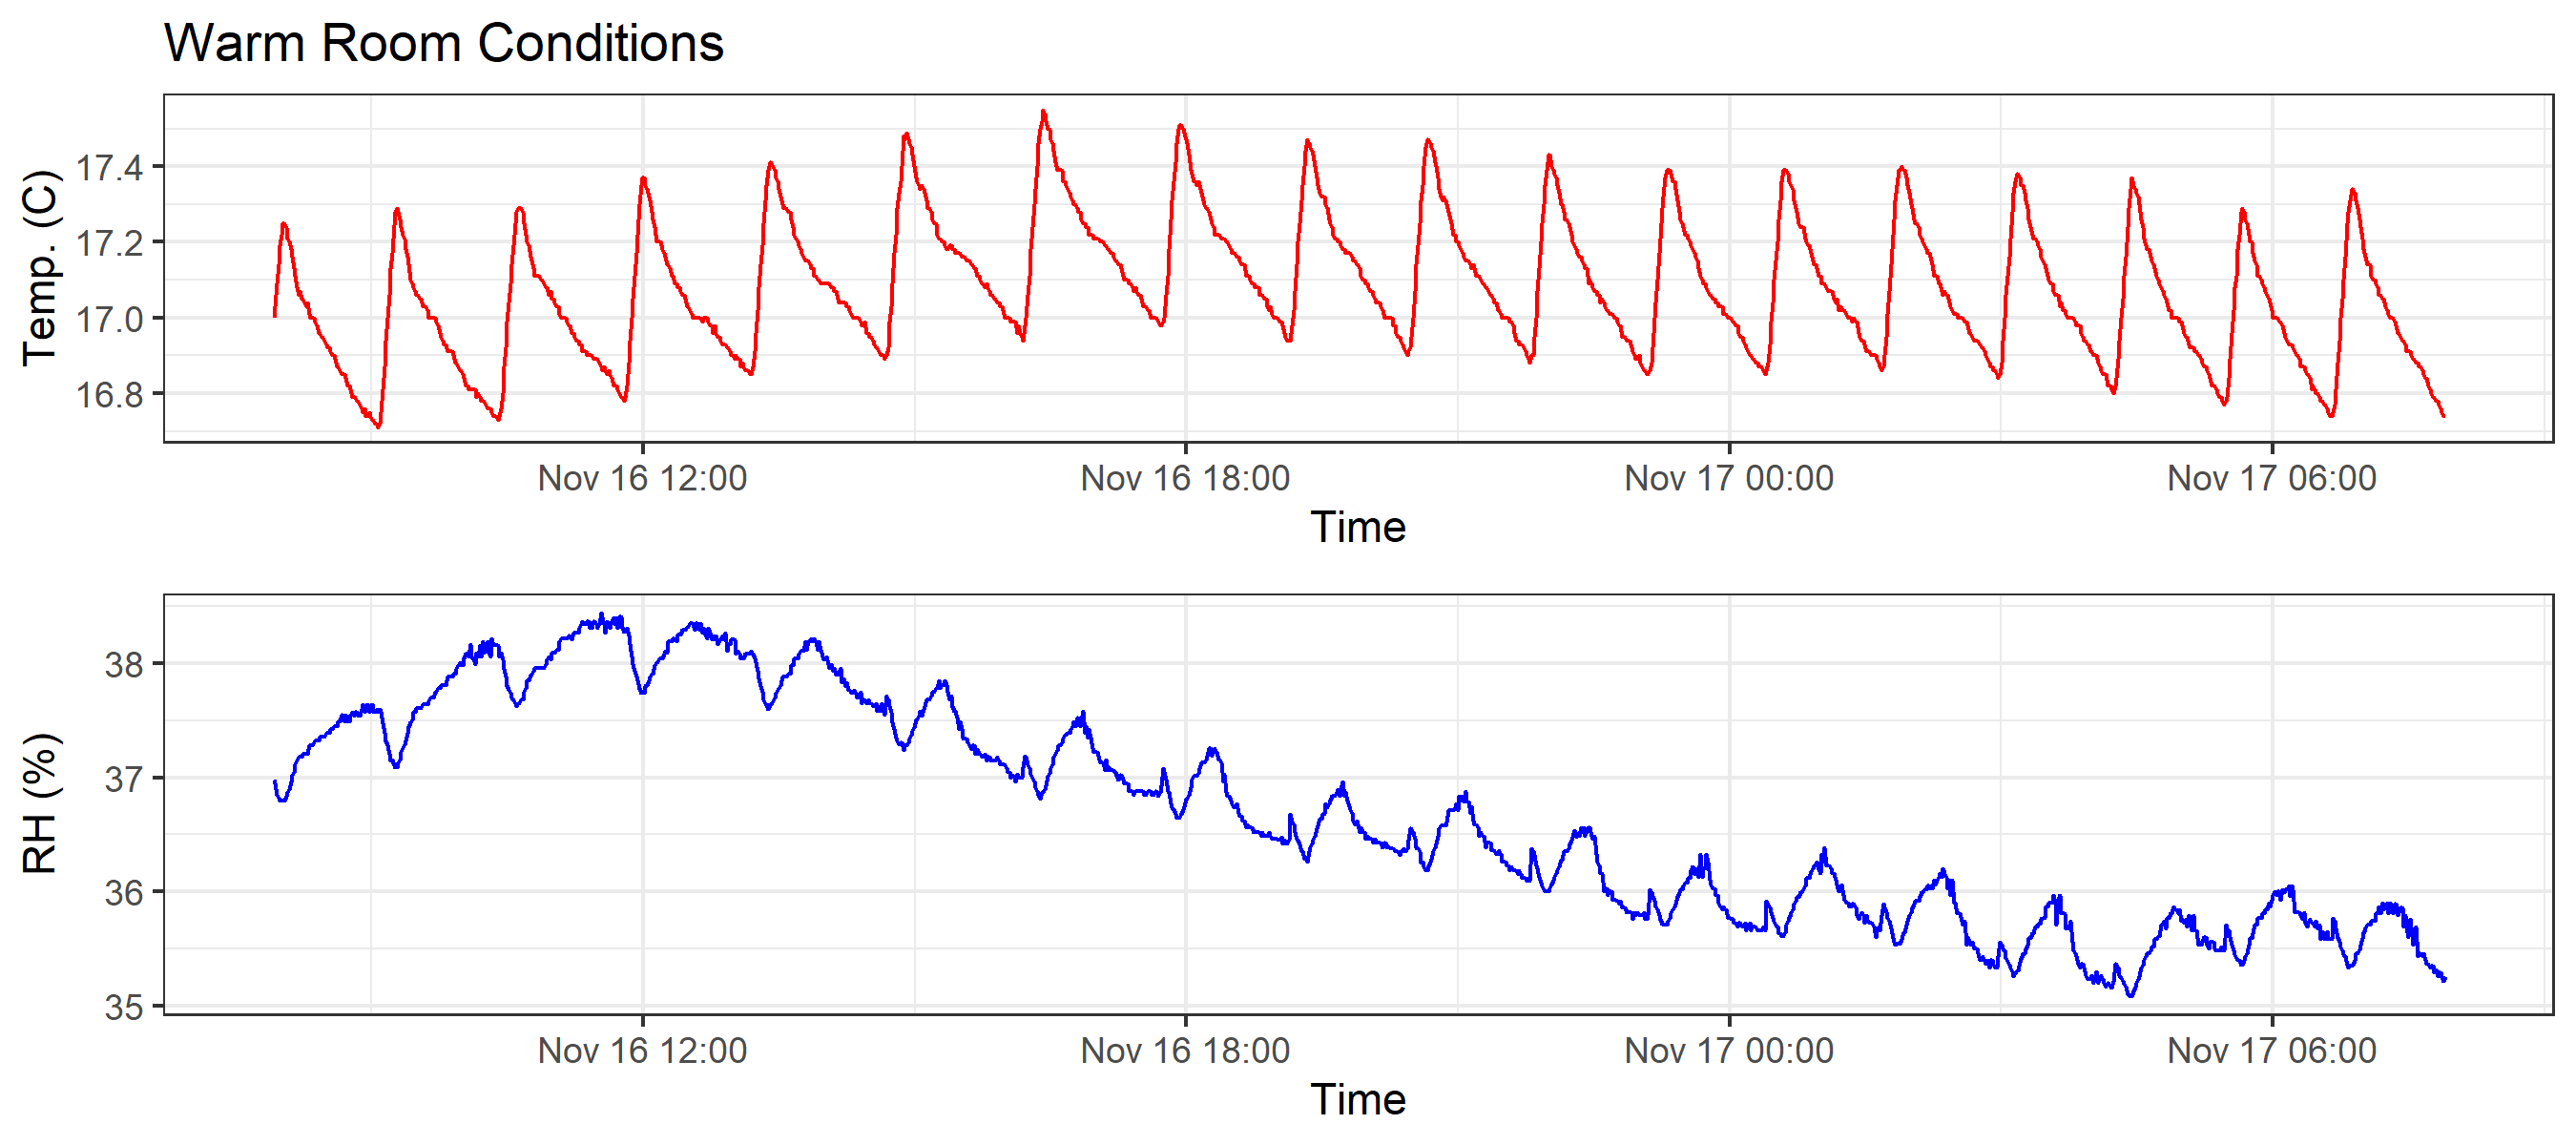 Warm Room Conditions
Temp. (C)
17.4
17.2
17.0
16.8
Nov 16 12:00 Nov 16 18:00 Nov 17 00:00 Nov 17 06:00
Time
RH (%)
38
37
36
35
Nov 16 12:00 Nov 16 18:00 Nov 17 00:00 Nov 17 06:00
Time